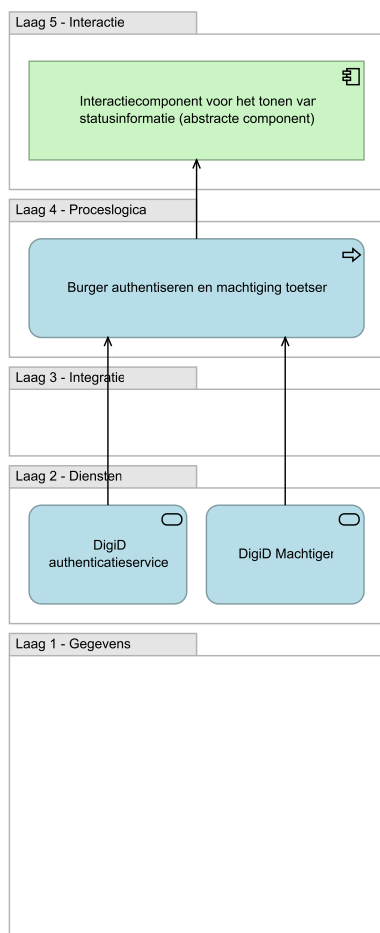 Laag 5 - Interactie
Interactiecomponent voor het tonen var
statusinformatie (abstracte component)
Laag 4 - Proceslogica
Burger authentiseren en machtiging toetser
Laag 3 - Integratie
Laag 2 - Diensten
DigiD
authenticatieservice
DigiD Machtiger
Laag 1 - Gegevens